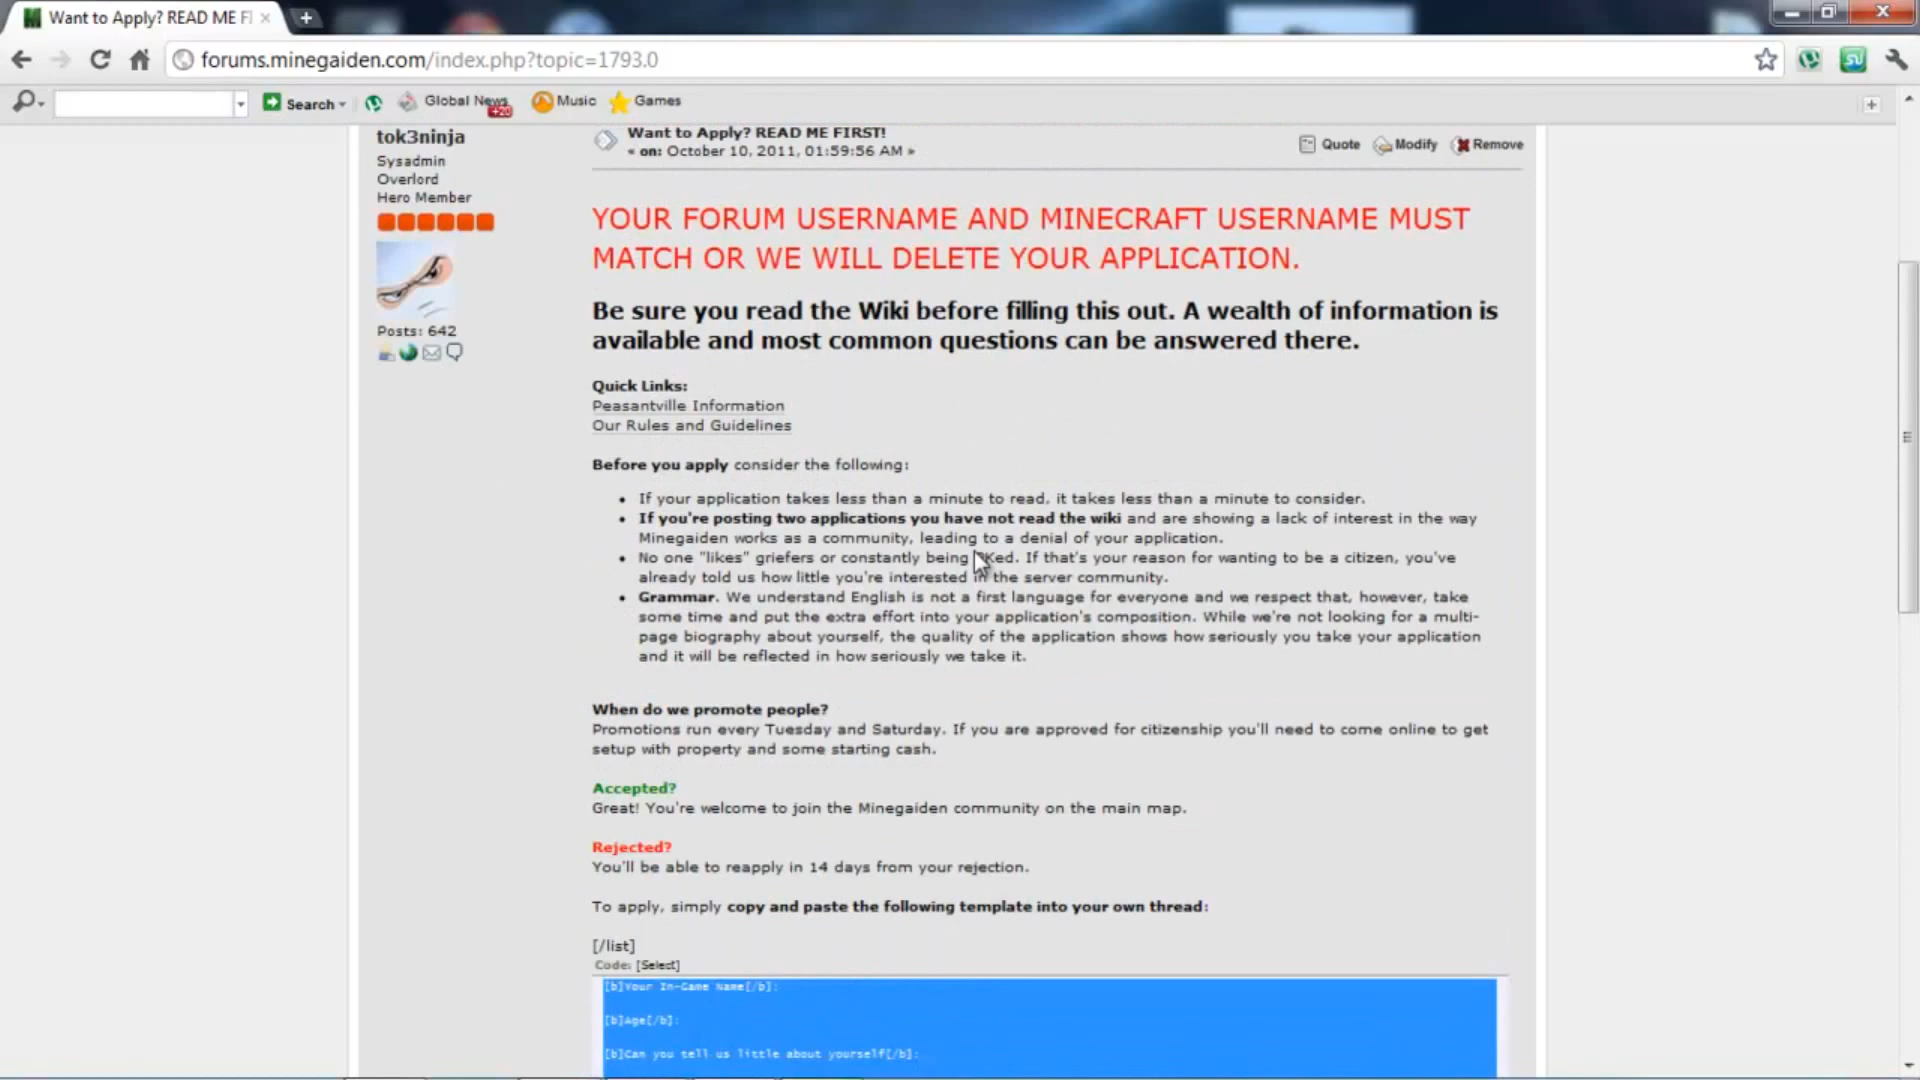 Want to Apply? READ ME FI
forums.minegaiden.com/index.php?topic=1793.0
Search
Global News
+20
Music
Games
tok3ninja
Sysadmin
Overlord
Hero Member
Posts: 642
Want to Apply? READ ME FIRST!
« on: October 10, 2011, 01:59:56 AM »
Quote
Modify
Remove
YOUR FORUM USERNAME AND MINECRAFT USERNAME MUST
MATCH OR WE WILL DELETE YOUR APPLICATION.
Be sure you read the Wiki before filling this out. A wealth of information is
available and most common questions can be answered there.
Quick Links:
Peasantville Information
Our Rules and Guidelines
Before you apply consider the following:
If your application takes less than a minute to read, it takes less than a minute to consider.
If you're posting two applications you have not read the wiki and are showing a lack of interest in the way
Minegaiden works as a community, leading to a denial of your application.
No one "likes" griefers or constantly being If that's your reason for wanting to be a citizen, you've
already told us how little you're interested in the server community.
Grammar. We understand English is not a first language for everyone and we respect that, however, take
some time and put the extra effort into your application's composition. While we're not looking for a multi-
page biography about yourself, the quality of the application shows how seriously you take your application
and it will be reflected in how seriously we take it.
When do we promote people?
Promotions run every Tuesday and Saturday. If you are approved for citizenship you'll need to come online to get
setup with property and some starting cash.
Accepted?
Great! You're welcome to join the Minegaiden community on the main map.
Rejected?
You'll be able to reapply in 14 days from your rejection.
To apply, simply copy and paste the following template into your own thread:
[/list]
Code: [Select]
[b]Your In-Game Name[/b]:
[b]Age[/b]:
[b]Can you tell us little about yourself[/b]: